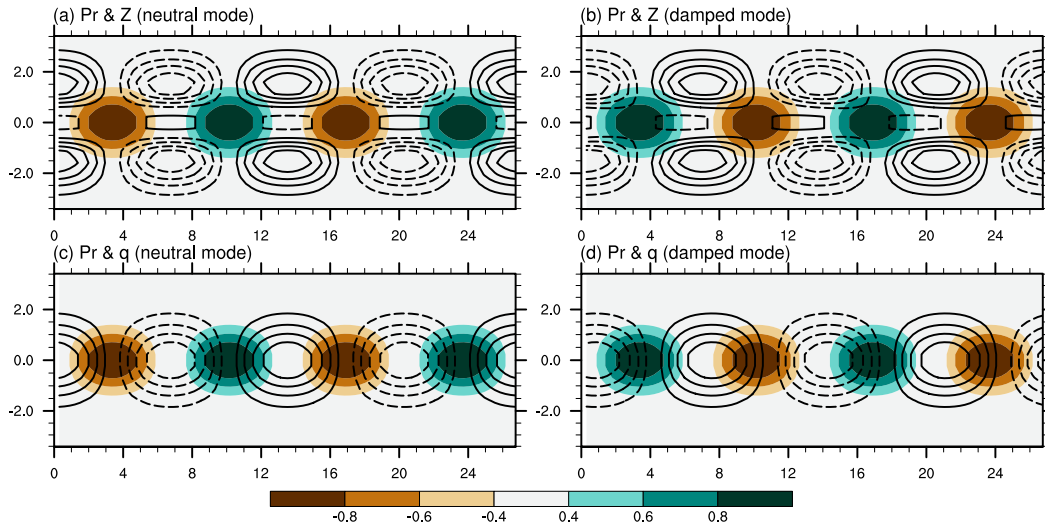 (a) Pr & Z (neutral mode)
(b) Pr & Z (damped mode)
2.0
0.0
-2.0
2.0
0.0
-2.0
0 4 8 12 16 20 24
0 4 8 12 16 20 24
(c) Pr & q (neutral mode)
(d) Pr & q (damped mode)
2.0
0.0
-2.0
2.0
0.0
-2.0
0 4 8 12 16 20 24
0 4 8 12 16 20 24
-0.8 -0.6 -0.4 0.4 0.6 0.8